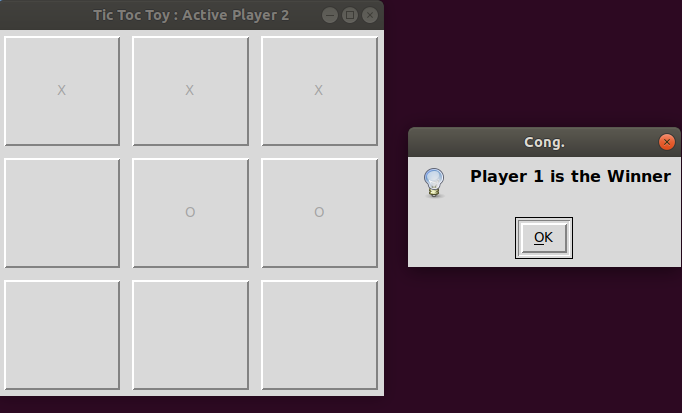 Tic Toc Toy : Active Player 2
X X X
O O
Cong.
Player 1 is the Winner
OK